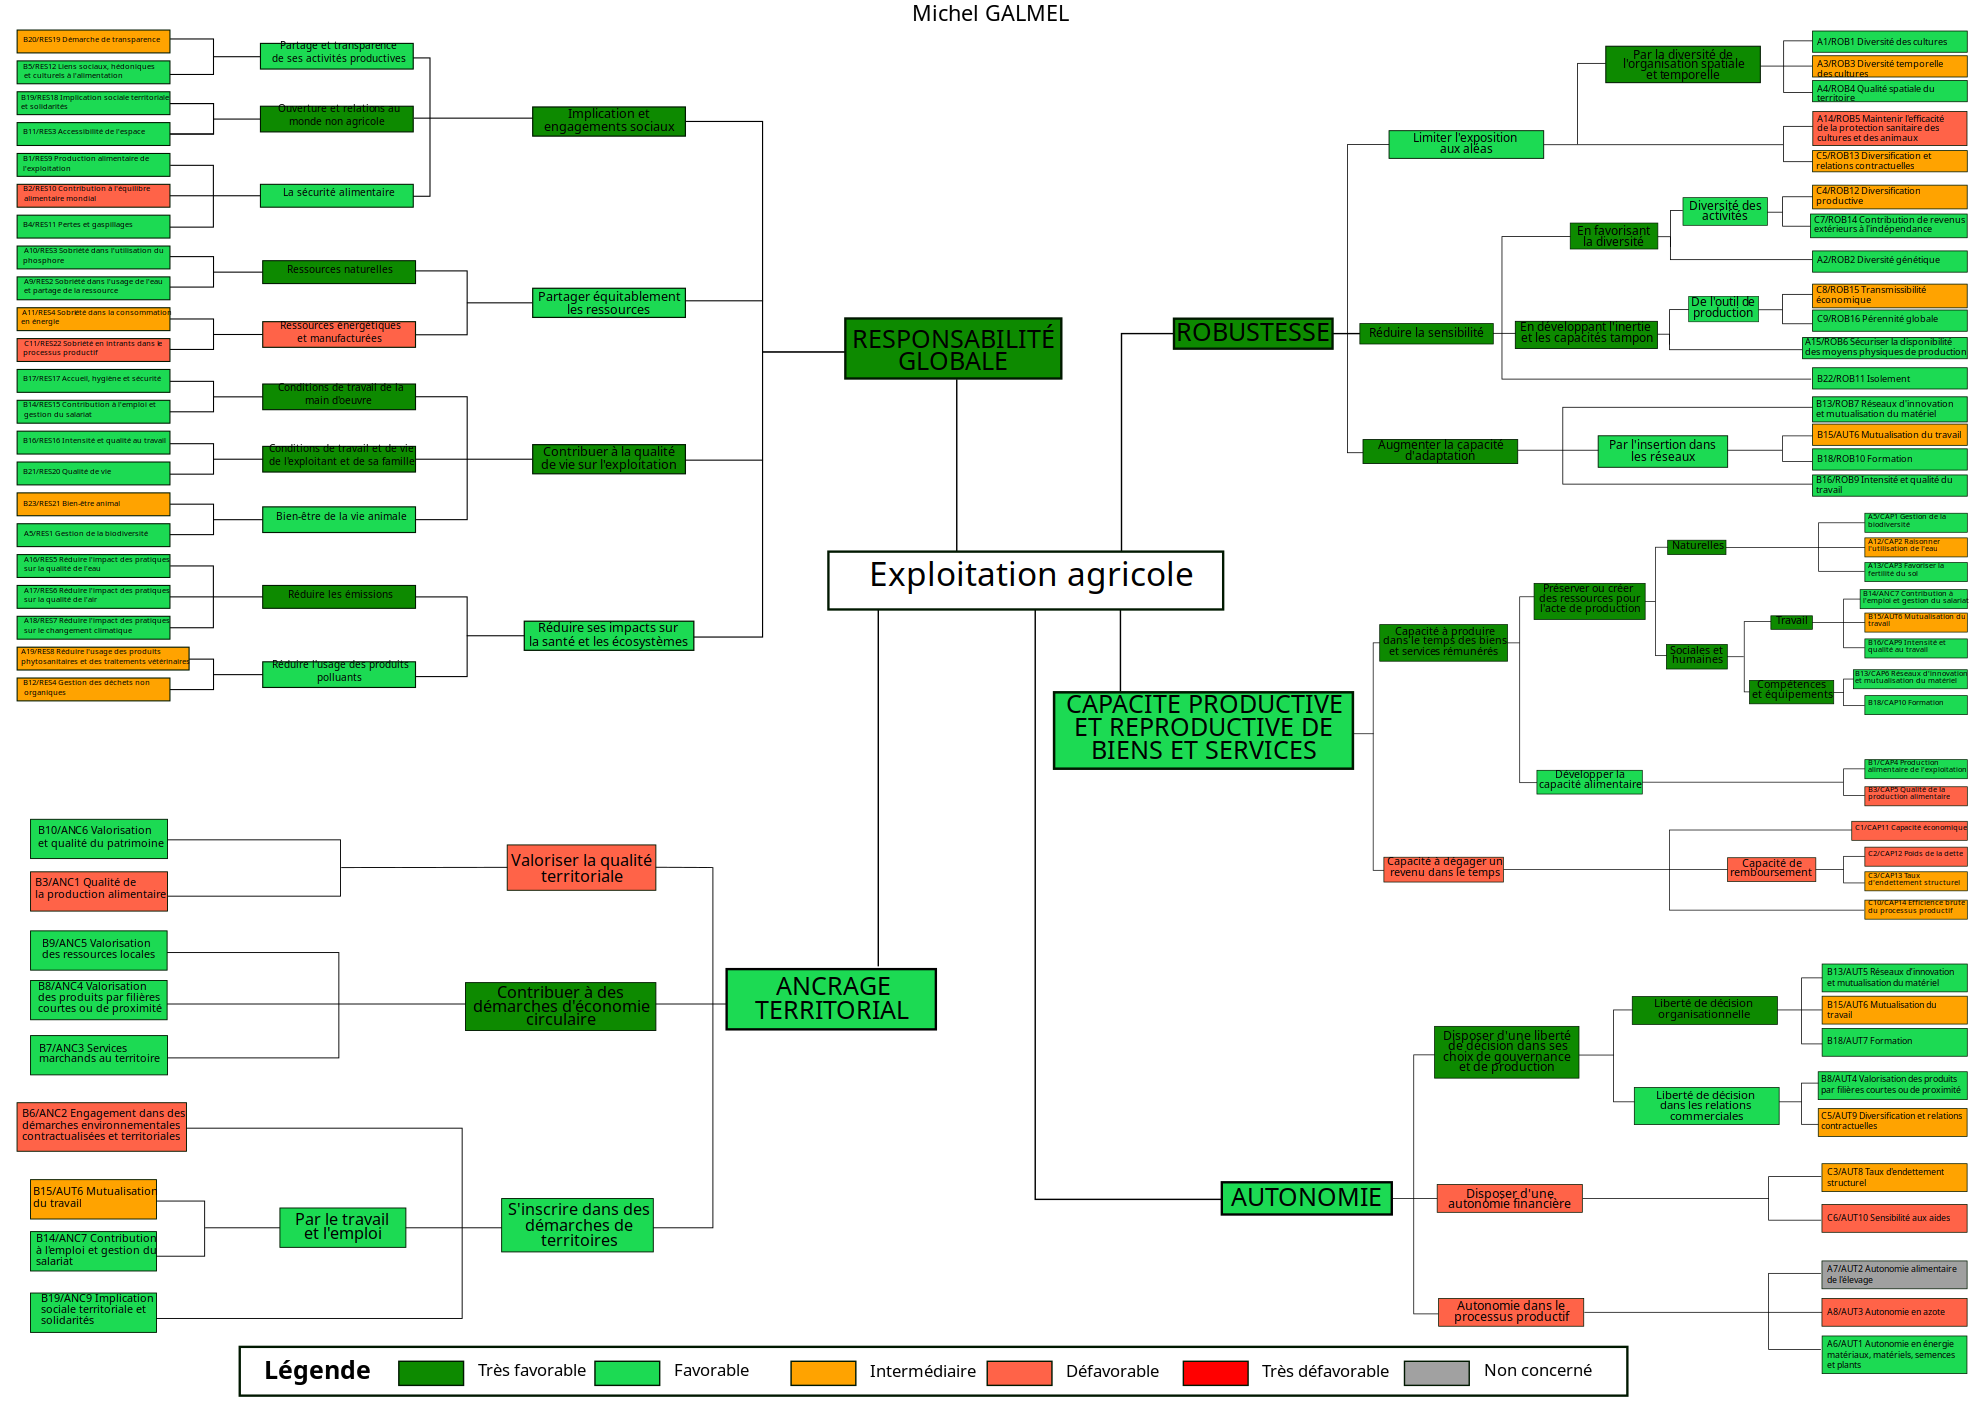 Michel GALMEL
B20/RES19 Démarche de transparence
B5/RES12 Liens sociaux, hédoniques
et culturels à l'alimentation
B19/RES18 Implication sociale territoriale
et solidarités
B11/RES3 Accessibilité de l'espace
B1/RES9 Production alimentaire de
l'exploitation
B2/RES10 Contribution à l'équilibre
alimentaire mondial
B4/RES11 Pertes et gaspillages
A10/RES3 Sobriété dans l'utilisation du
phosphore
A9/RES2 Sobriété dans l'usage de l'eau
et partage de la ressource
A11/RES4 Sobriété dans la consommation
en énergie
C11/RES22 Sobriété en intrants dans le
processus productif
B17/RES17 Accueil, hygiène et sécurité
B14/RES15 Contribution à l'emploi et
gestion du salariat
B16/RES16 Intensité et qualité au travail
B21/RES20 Qualité de vie
B23/RES21 Bien-être animal
A5/RES1 Gestion de la biodiversité
A16/RES5 Réduire l'impact des pratiques
sur la qualité de l'eau
A17/RES6 Réduire l'impact des pratiques
sur la qualité de l'air
A18/RES7 Réduire l'impact des pratiques
sur le changement climatique
A19/RES8 Réduire l'usage des produits
phytosanitaires et des traitements vétérinaires
B12/RES4 Gestion des déchets non
organiques
Partage et transparence
de ses activités productives
Ouverture et relations au
monde non agricole
La sécurité alimentaire
Ressources naturelles
Ressources énergétiques
et manufacturées
Conditions de travail de la
main d'oeuvre
Conditions de travail et de vie
de l'exploitant et de sa famille
Bien-être de la vie animale
Réduire les émissions
Réduire l'usage des produits
polluants
Implication et
engagements sociaux
Partager équitablement
les ressources
Contribuer à la qualité
de vie sur l'exploitation
Réduire ses impacts sur
la santé et les écosystèmes
RESPONSABILITÉ
GLOBALE
ROBUSTESSE
Limiter l'exposition
aux aléas
Réduire la sensibilité
Augmenter la capacité
d'adaptation
Par la diversité de
l'organisation spatiale
et temporelle
En favorisant
la diversité
Diversité des
activités
En développant l'inertie
et les capacités tampon
De l'outil de
production
Par l'insertion dans
les réseaux
A1/ROB1 Diversité des cultures
A3/ROB3 Diversité temporelle
des cultures
A4/ROB4 Qualité spatiale du
territoire
A14/ROB5 Maintenir l'efficacité
de la protection sanitaire des
cultures et des animaux
C5/ROB13 Diversification et
relations contractuelles
C4/ROB12 Diversification
productive
C7/ROB14 Contribution de revenus
extérieurs à l'indépendance
A2/ROB2 Diversité génétique
C8/ROB15 Transmissibilité
économique
C9/ROB16 Pérennité globale
A15/ROB6 Sécuriser la disponibilité
des moyens physiques de production
B22/ROB11 Isolement
B13/ROB7 Réseaux d'innovation
et mutualisation du matériel
B15/AUT6 Mutualisation du travail
B18/ROB10 Formation
B16/ROB9 Intensité et qualité du
travail
Exploitation agricole
CAPACITE PRODUCTIVE
ET REPRODUCTIVE DE
BIENS ET SERVICES
Capacité à produire
dans le temps des biens
et services rémunérés
Préserver ou créer
des ressources pour
l'acte de production
Naturelles
Sociales et
humaines
Travail
Compétences
et équipements
Développer la
capacité alimentaire
Capacité à dégager un
revenu dans le temps
Capacité de
remboursement
A5/CAP1 Gestion de la
biodiversité
A12/CAP2 Raisonner
l'utilisation de l'eau
A13/CAP3 Favoriser la
fertilité du sol
B14/ANC7 Contribution à
l'emploi et gestion du salariat
B15/AUT6 Mutualisation du
travail
B16/CAP9 Intensité et
qualité au travail
B13/CAP6 Réseaux d'innovation
et mutualisation du matériel
B18/CAP10 Formation
B1/CAP4 Production
alimentaire de l'exploitation
B3/CAP5 Qualité de la
production alimentaire
C1/CAP11 Capacité économique
C2/CAP12 Poids de la dette
C3/CAP13 Taux
d'endettement structurel
C10/CAP14 Efficience brute
du processus productif
B10/ANC6 Valorisation
et qualité du patrimoine
B3/ANC1 Qualité de
la production alimentaire
B9/ANC5 Valorisation
des ressources locales
B8/ANC4 Valorisation
des produits par filières
courtes ou de proximité
B7/ANC3 Services
marchands au territoire
B6/ANC2 Engagement dans des
démarches environnementales
contractualisées et territoriales
B15/AUT6 Mutualisation
du travail
B14/ANC7 Contribution
à l'emploi et gestion du
salariat
B19/ANC9 Implication
sociale territoriale et
solidarités
Par le travail
et l'emploi
Valoriser la qualité
territoriale
Contribuer à des
démarches d'économie
circulaire
S'inscrire dans des
démarches de
territoires
ANCRAGE
TERRITORIAL
AUTONOMIE
Disposer d'une liberté
de décision dans ses
choix de gouvernance
et de production
Liberté de décision
organisationnelle
Liberté de décision
dans les relations
commerciales
Disposer d'une
autonomie financière
Autonomie dans le
processus productif
B13/AUT5 Réseaux d'innovation
et mutualisation du matériel
B15/AUT6 Mutualisation du
travail
B18/AUT7 Formation
B8/AUT4 Valorisation des produits
par filières courtes ou de proximité
C5/AUT9 Diversification et relations
contractuelles
C3/AUT8 Taux d'endettement
structurel
C6/AUT10 Sensibilité aux aides
A7/AUT2 Autonomie alimentaire
de l'élevage
A8/AUT3 Autonomie en azote
A6/AUT1 Autonomie en énergie
matériaux, matériels, semences
et plants
Légende
Très favorable
Favorable
Intermédiaire
Défavorable
Très défavorable
Non concerné